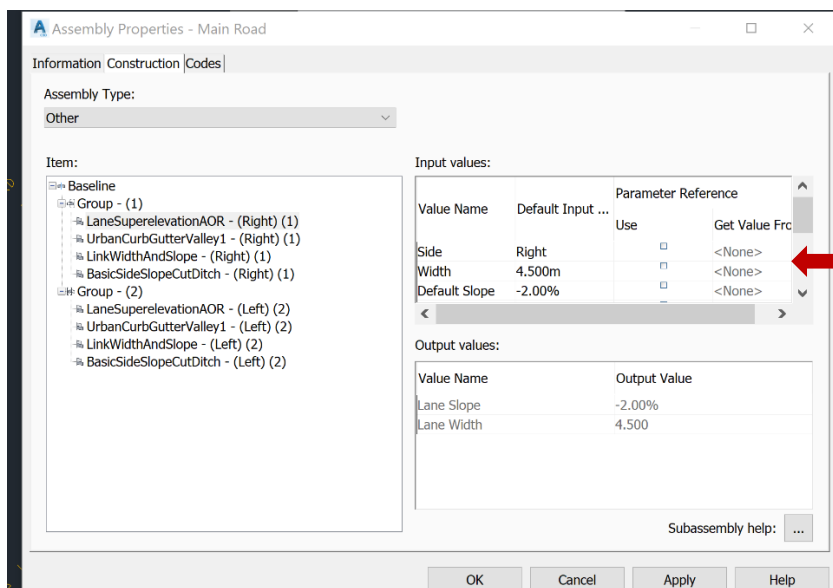 Assembly Properties - Main Road
Information Construction Codes
Assembly Type:
Other
Item:
Baseline
Group - (1)
LaneSuperelevationAOR - (Right) (1)
UrbanCurbGutterValley1 - (Right) (1)
LinkWidthAndSlope - (Right) (1)
BasicSideSlopeCutDitch - (Right) (1)
Group - (2)
LaneSuperelevationAOR - (Left) (2)
UrbanCurbGutterValley1 - (Left) (2)
LinkWidthAndSlope - (Left) (2)
BasicSideSlopeCutDitch - (Left) (2)
Input values:
Value Name Default Input ... Parameter Reference
Use Get Value Frc
Side Right <None>
Width 4.500m <None>
Default Slope -2.00% <None>
Output values:
Value Name Output Value
Lane Slope -2.00%
Lane Width 4.500
Subassembly help: ...
OK Cancel Apply Help